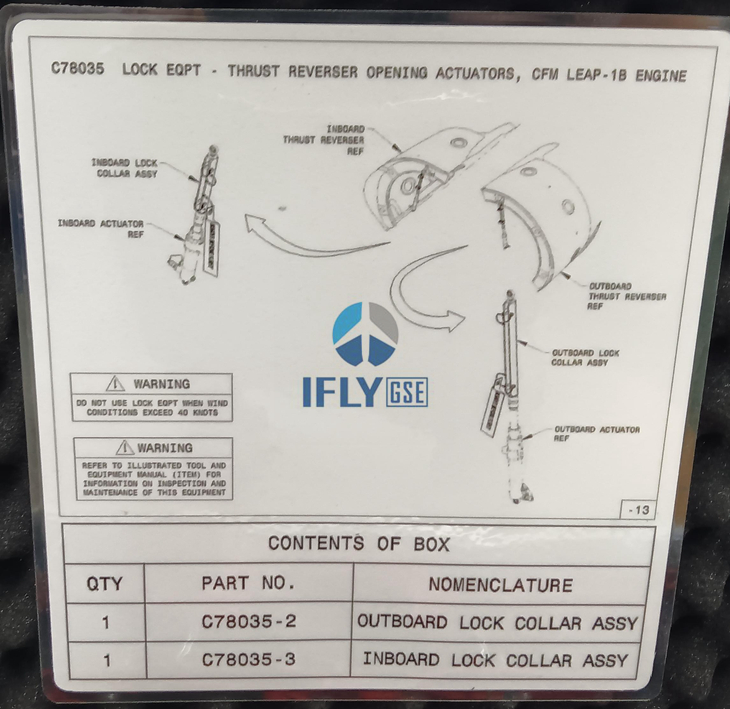 C78035 LOCK EQPT - THRUST REVERSER OPENING ACTUATORS, CFM LEAP-1B ENGINE
INBOARD
THRUST REVERSER
REF
INBOARD LOCK
COLLAR ASSY
INBOARD ACTUATOR
REF
OUTBOARD
THRUST REVERSER
REF
OUTBOARD LOCK
COLLAR ASSY
OUTBOARD ACTUATOR
REF
IFLY GSE
WARNING
DO NOT USE LOCK EQPT WHEN WIND
CONDITIONS EXCEED 40 KNOTS
WARNING
REFER TO ILLUSTRATED TOOL AND
EQUIPMENT MANUAL (ITEM) FOR
INFORMATION ON INSPECTION AND
MAINTENANCE OF THIS EQUIPMENT
-13
CONTENTS OF BOX
QTY PART NO. NOMENCLATURE
1 C78035-2 OUTBOARD LOCK COLLAR ASSY
1 C78035-3 INBOARD LOCK COLLAR ASSY